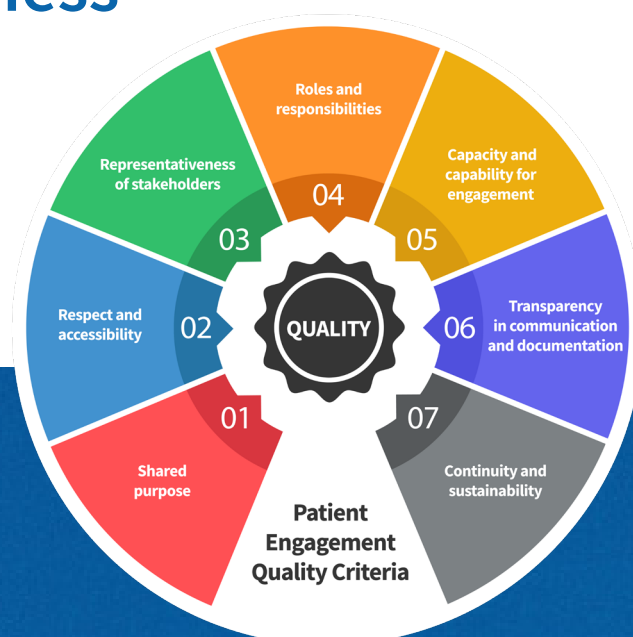 Roles and
responsibilities
04
Representativeness
of stakeholders
03
Capacity and
capability for
engagement
05
Respect and
accessibility
02
QUALITY
06
Transparency
in communication
and documentation
01
Shared
purpose
07
Continuity and
sustainability
Patient
Engagement
Quality Criteria